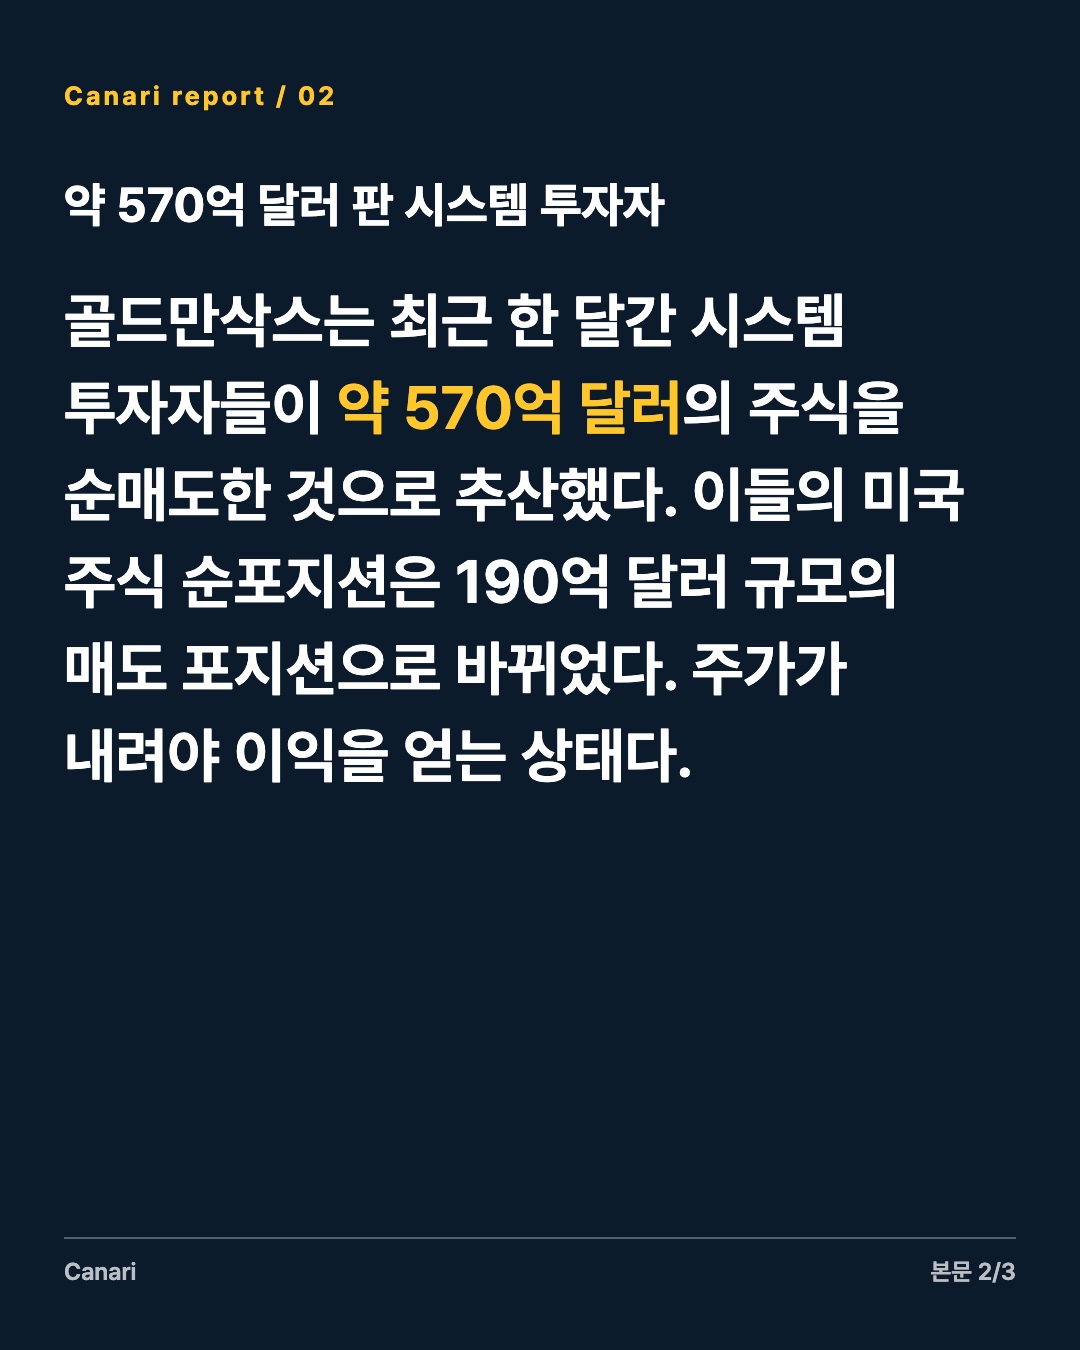 Canari report / 02
약 570억 달러 판 시스템 투자자
골드만삭스는 최근 한 달간 시스템
투자자들이 약 570억 달러의 주식을
순매도한 것으로 추산했다. 이들의 미국
주식 순포지션은 190억 달러 규모의
매도 포지션으로 바뀌었다. 주가가
내려야 이익을 얻는 상태다.
Canari
본문 2/3